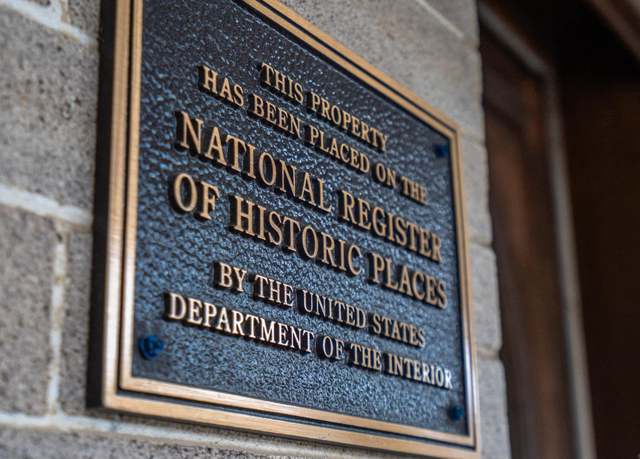 THIS PROPERTY
HAS BEEN PLACED ON THE
NATIONAL REGISTER
OF HISTORIC PLACES
BY THE UNITED STATES
DEPARTMENT OF THE INTERIOR